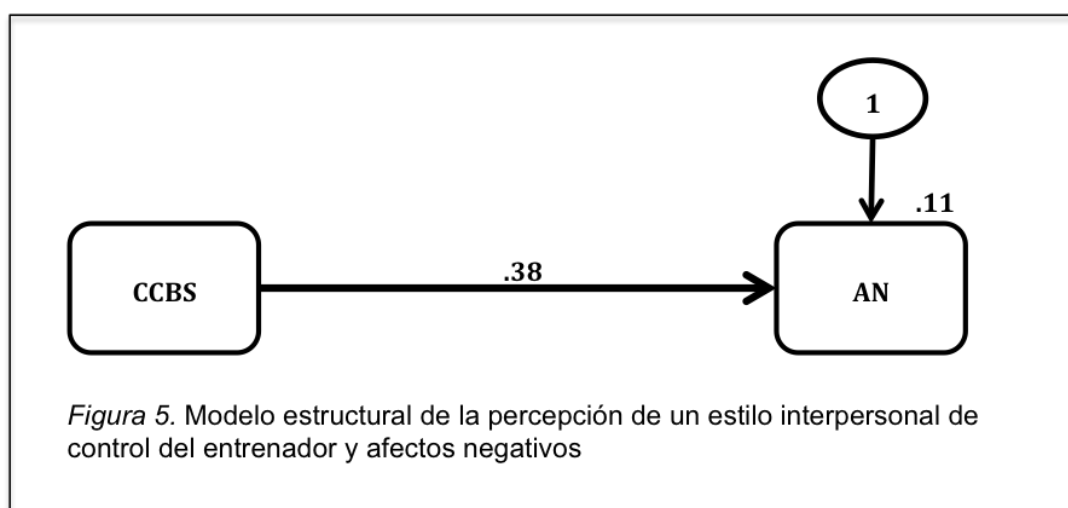 1
.11
.38
CCBS
AN
Figura 5. Modelo estructural de la percepción de un estilo interpersonal de
control del entrenador y afectos negativos